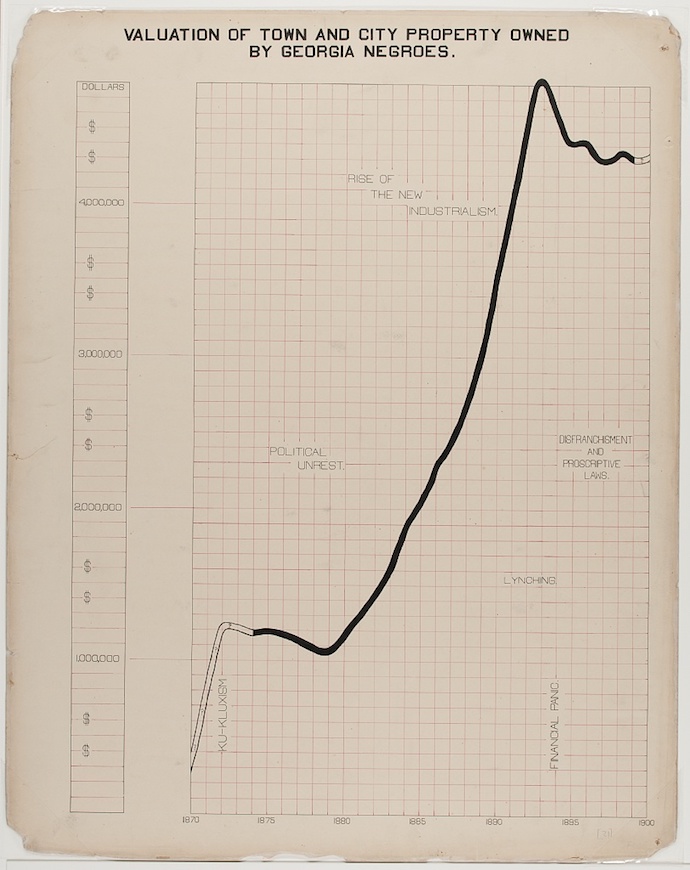 VALUATION OF TOWN AND CITY PROPERTY OWNED
BY GEORGIA NEGROES.
DOLLARS
$
$
4,000,000
$
$
3,000,000
$
$
2,000,000
$
$
1,000,000
$
$
RISE OF
THE NEW
INDUSTRIALISM.
POLITICAL
UNREST.
DISFRANCHISMENT
AND
PROSCRIPTIVE
LAWS.
LYNCHING.
KU-KLUXISM
FINANCIAL PANIC.
1870 1875 1880 1885 1890 1895 1900